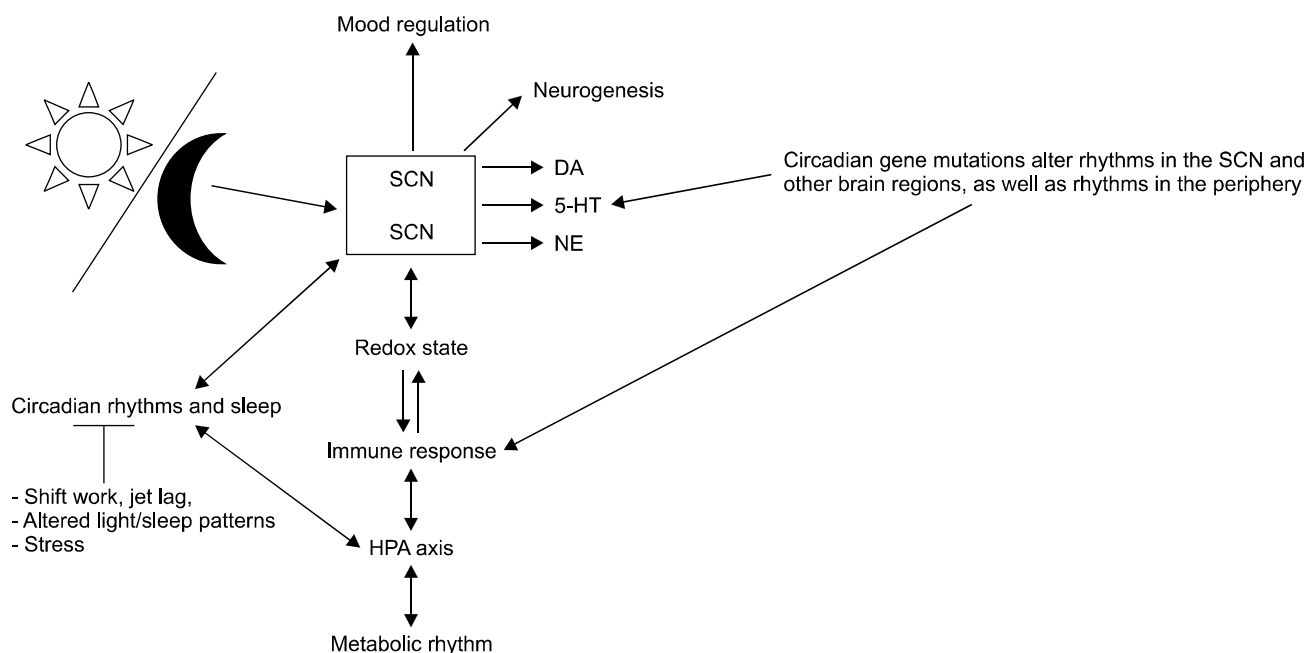 Mood regulation
Neurogenesis
SCN
SCN
DA
5-HT
NE
Circadian gene mutations alter rhythms in the SCN and
other brain regions, as well as rhythms in the periphery
Redox state
Circadian rhythms and sleep
Immune response
- Shift work, jet lag,
- Altered light/sleep patterns
- Stress
HPA axis
Metabolic rhythm